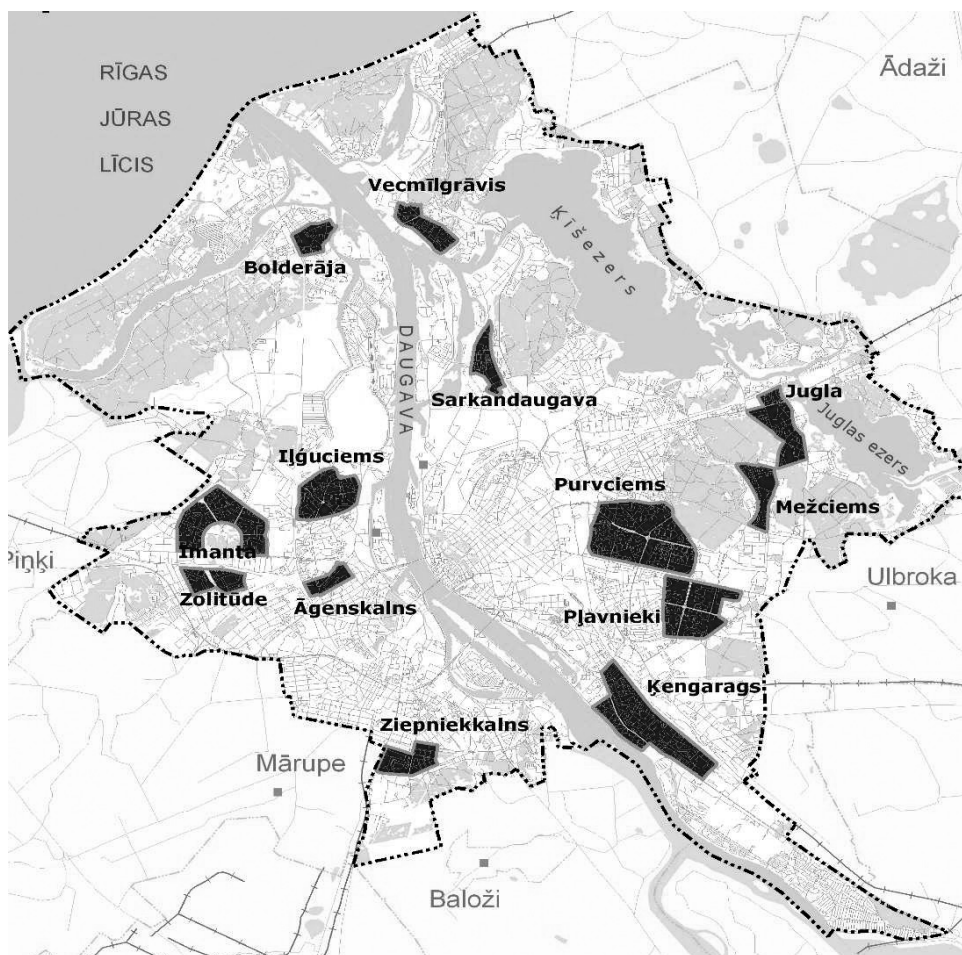 RĪGAS
JŪRAS
LĪCIS
Ādaži
Vecmīlgrāvis
Ķīšezers
Bolderāja
DAUGAVA
Sarkandaugava
Jugla
Juglas ezers
Iļģuciems
Purvciems
Mežciems
Imanta
Piņķi
Ulbroka
Zolitūde
Āgenskalns
Pļavnieki
Ķengarags
Ziepniekkalns
Mārupe
Baloži